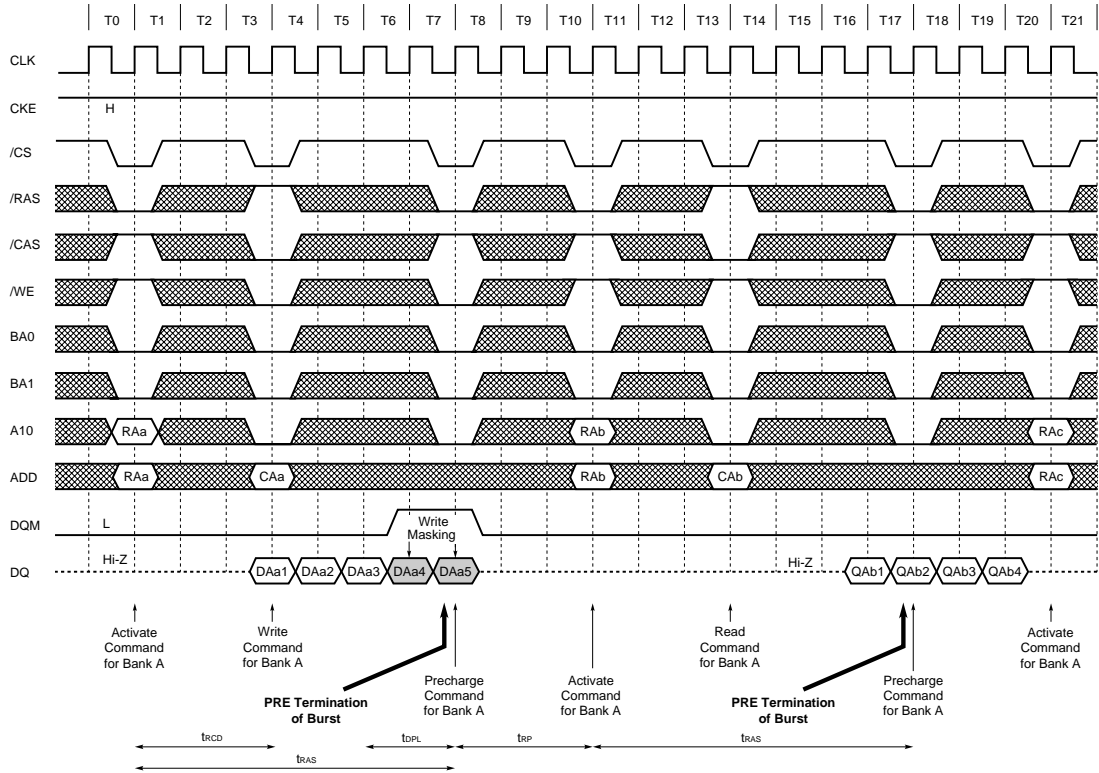 T0 T1 T2 T3 T4 T5 T6 T7 T8 T9 T10 T11 T12 T13 T14 T15 T16 T17 T18 T19 T20 T21
CLK
CKE H
/CS
/RAS
/CAS
/WE
BA0
BA1
A10 RAa RAb RAc
ADD RAa CAa RAb CAb RAc
DQM L Write
Masking
DQ Hi-Z DAa1 DAa2 DAa3 DAa4 DAa5 Hi-Z QAb1 QAb2 QAb3 QAb4
Activate
Command
for Bank A
Write
Command
for Bank A
PRE Termination
of Burst
Precharge
Command
for Bank A
Activate
Command
for Bank A
Read
Command
for Bank A
PRE Termination
of Burst
Precharge
Command
for Bank A
Activate
Command
for Bank A
tRCD tDPL tRP tRAS
tRAS